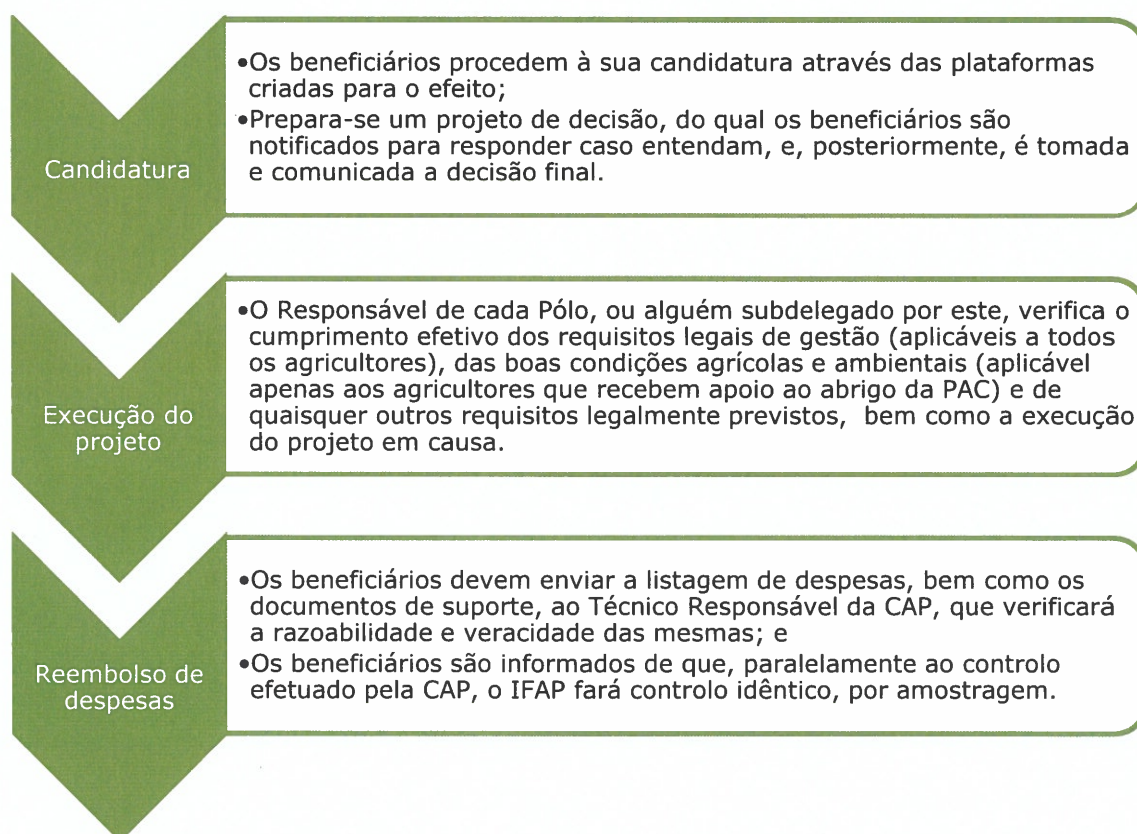 Candidatura
•Os beneficiários procedem à sua candidatura através das plataformas
criadas para o efeito;
•Prepara-se um projeto de decisão, do qual os beneficiários são
notificados para responder caso entendam, e, posteriormente, é tomada
e comunicada a decisão final.
Execução do
projeto
•O Responsável de cada Pólo, ou alguém subdelegado por este, verifica o
cumprimento efetivo dos requisitos legais de gestão (aplicáveis a todos
os agricultores), das boas condições agrícolas e ambientais (aplicável
apenas aos agricultores que recebem apoio ao abrigo da PAC) e de
quaisquer outros requisitos legalmente previstos, bem como a execução
do projeto em causa.
Reembolso de
despesas
•Os beneficiários devem enviar a listagem de despesas, bem como os
documentos de suporte, ao Técnico Responsável da CAP, que verificará
a razoabilidade e veracidade das mesmas; e
•Os beneficiários são informados de que, paralelamente ao controlo
efetuado pela CAP, o IFAP fará controlo idêntico, por amostragem.